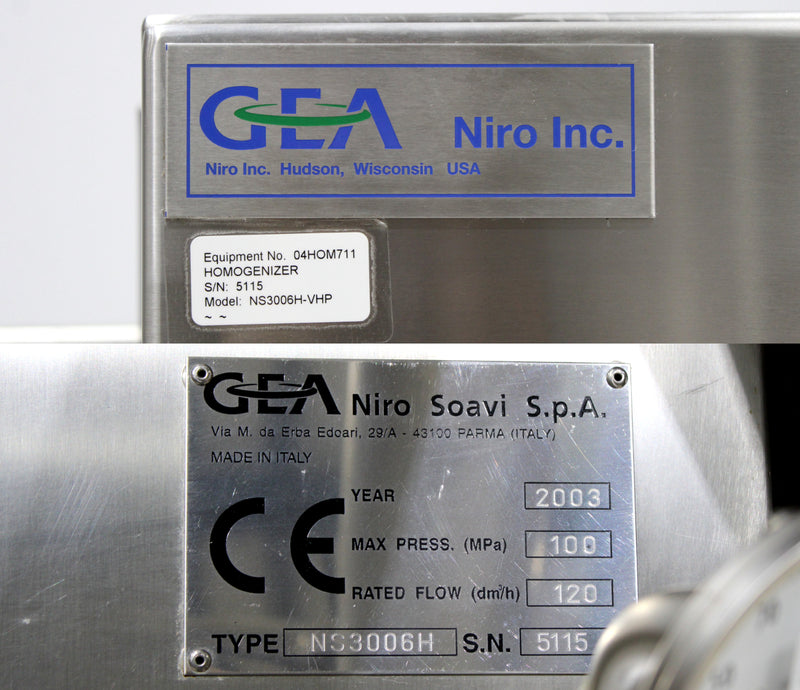 GEA Niro Inc.
Niro Inc. Hudson, Wisconsin USA
Equipment No. 04HOM711
HOMOGENIZER
S/N: 5115
Model: NS3006H-VHP
~ ~
GEA Niro Soavi S.p.A.
Via M. da Erba Edoari, 29/A - 43100 PARMA (ITALY)
MADE IN ITALY
CE
YEAR 2003
MAX PRESS. (MPa) 100
RATED FLOW (dm³/h) 120
TYPE NS3006H S.N. 5115